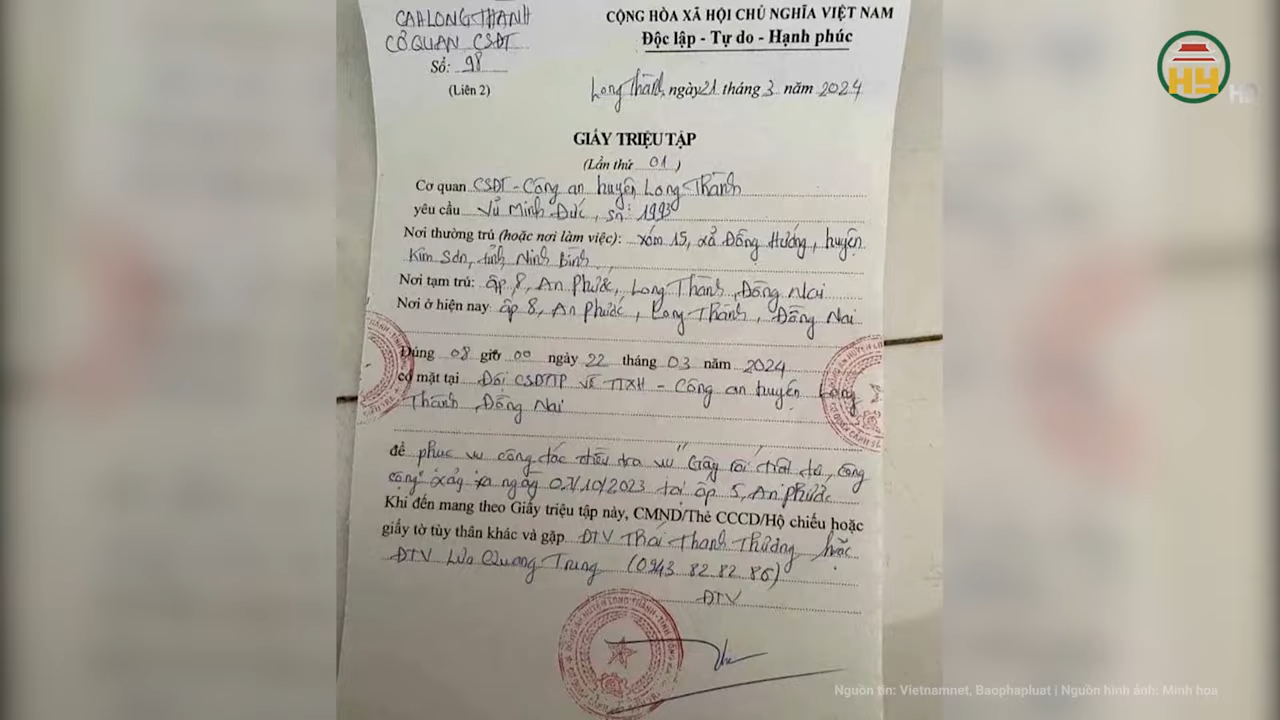 CAH LONG THÀNH
CƠ QUAN CSĐT
Số: 98
(Liên 2)
CỘNG HÒA XÃ HỘI CHỦ NGHĨA VIỆT NAM
Độc lập - Tự do - Hạnh phúc
Long Thành, ngày 21 tháng 3 năm 2024
HY
HD
GIẤY TRIỆU TẬP
(Lần thứ 01)
Cơ quan CSĐT - Công an huyện Long Thành
yêu cầu Vũ Minh Đức, sn: 1993
Nơi thường trú (hoặc nơi làm việc): xóm 15, xã Đồng Hướng, huyện
Kim Sơn, tỉnh Ninh Bình
Nơi tạm trú: ấp 8, An Phước, Long Thành, Đồng Nai
Nơi ở hiện nay ấp 8, An Phước, Long Thành, Đồng Nai
Đúng 08 giờ 00 ngày 22 tháng 03 năm 2024
có mặt tại Đội CSĐTTP về TTXH - Công an huyện Long
Thành, Đồng Nai
để phục vụ công tác điều tra vụ "Gây rối trật tự công
cộng" xảy ra ngày 07/10/2023 tại ấp 5, An Phước
Khi đến mang theo Giấy triệu tập này, CMND/Thẻ CCCD/Hộ chiếu hoặc
giấy tờ tùy thân khác và gặp ĐTV Thái Thanh Thương hoặc
ĐTV Lưu Quang Trung (0943 82 82 86)
ĐTV
Nguồn tin: Vietnamnet, Baophapluat | Nguồn hình ảnh: Minh họa